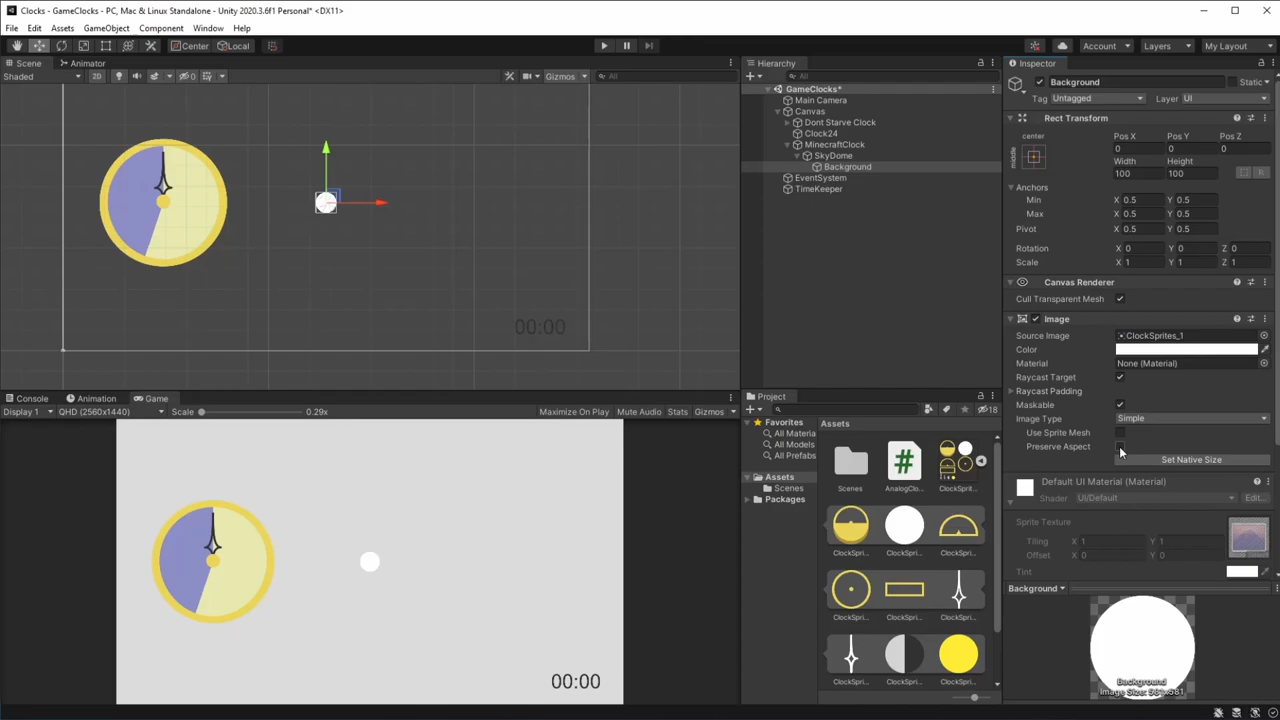 Clocks - GameClocks - PC, Mac & Linux Standalone - Unity 2020.3.6f1 Personal* <DX11>
File Edit Assets GameObject Component Window Help
Center Local Account Layers My Layout
Scene Animator
Shaded 2D 0 Gizmos All
00:00
Console Animation Game
Display 1 QHD (2560x1440) Scale 0.29x Maximize On Play Mute Audio Stats Gizmos
00:00
Hierarchy
All
GameClocks*
Main Camera
Canvas
Dont Starve Clock
Clock24
MinecraftClock
SkyDome
Background
EventSystem
TimeKeeper
Project
18
Favorites
All Materia
All Models
All Prefabs
Assets
Scenes
Packages
Assets
Scenes AnalogClo... ClockSprit...
ClockSpri... ClockSpri... ClockSpri...
ClockSpri... ClockSpri... ClockSpri...
ClockSpri... ClockSpri... ClockSpri...
Inspector
Background Static
Tag Untagged Layer UI
Rect Transform
center Pos X Pos Y Pos Z
middle 0 0 0
Width Height
100 100 R
Anchors
Min X 0.5 Y 0.5
Max X 0.5 Y 0.5
Pivot X 0.5 Y 0.5
Rotation X 0 Y 0 Z 0
Scale X 1 Y 1 Z 1
Canvas Renderer
Cull Transparent Mesh
Image
Source Image ClockSprites_1
Color
Material None (Material)
Raycast Target
Raycast Padding
Maskable
Image Type Simple
Use Sprite Mesh
Preserve Aspect
Set Native Size
Default UI Material (Material)
Shader UI/Default Edit...
Sprite Texture
Tiling X 1 Y 1
Offset X 0 Y 0
Tint
Background
Background
Image Size: 581x581